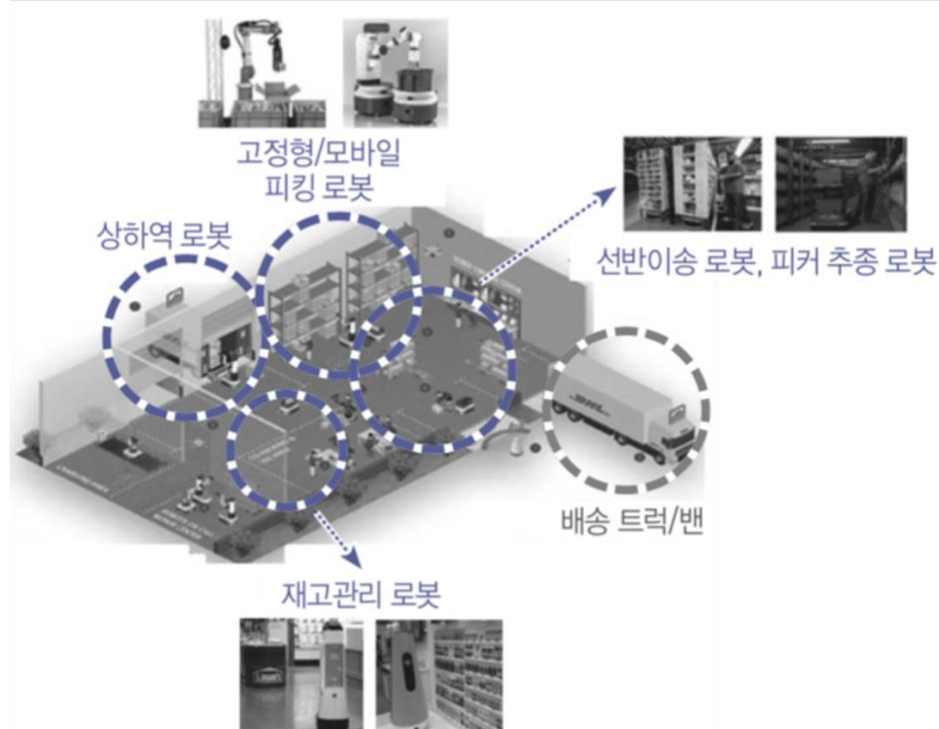 고정형/모바일
피킹 로봇
상하역 로봇
선반이송 로봇, 피커 추종 로봇
배송 트럭/밴
재고관리 로봇
DHL
LOWE'S